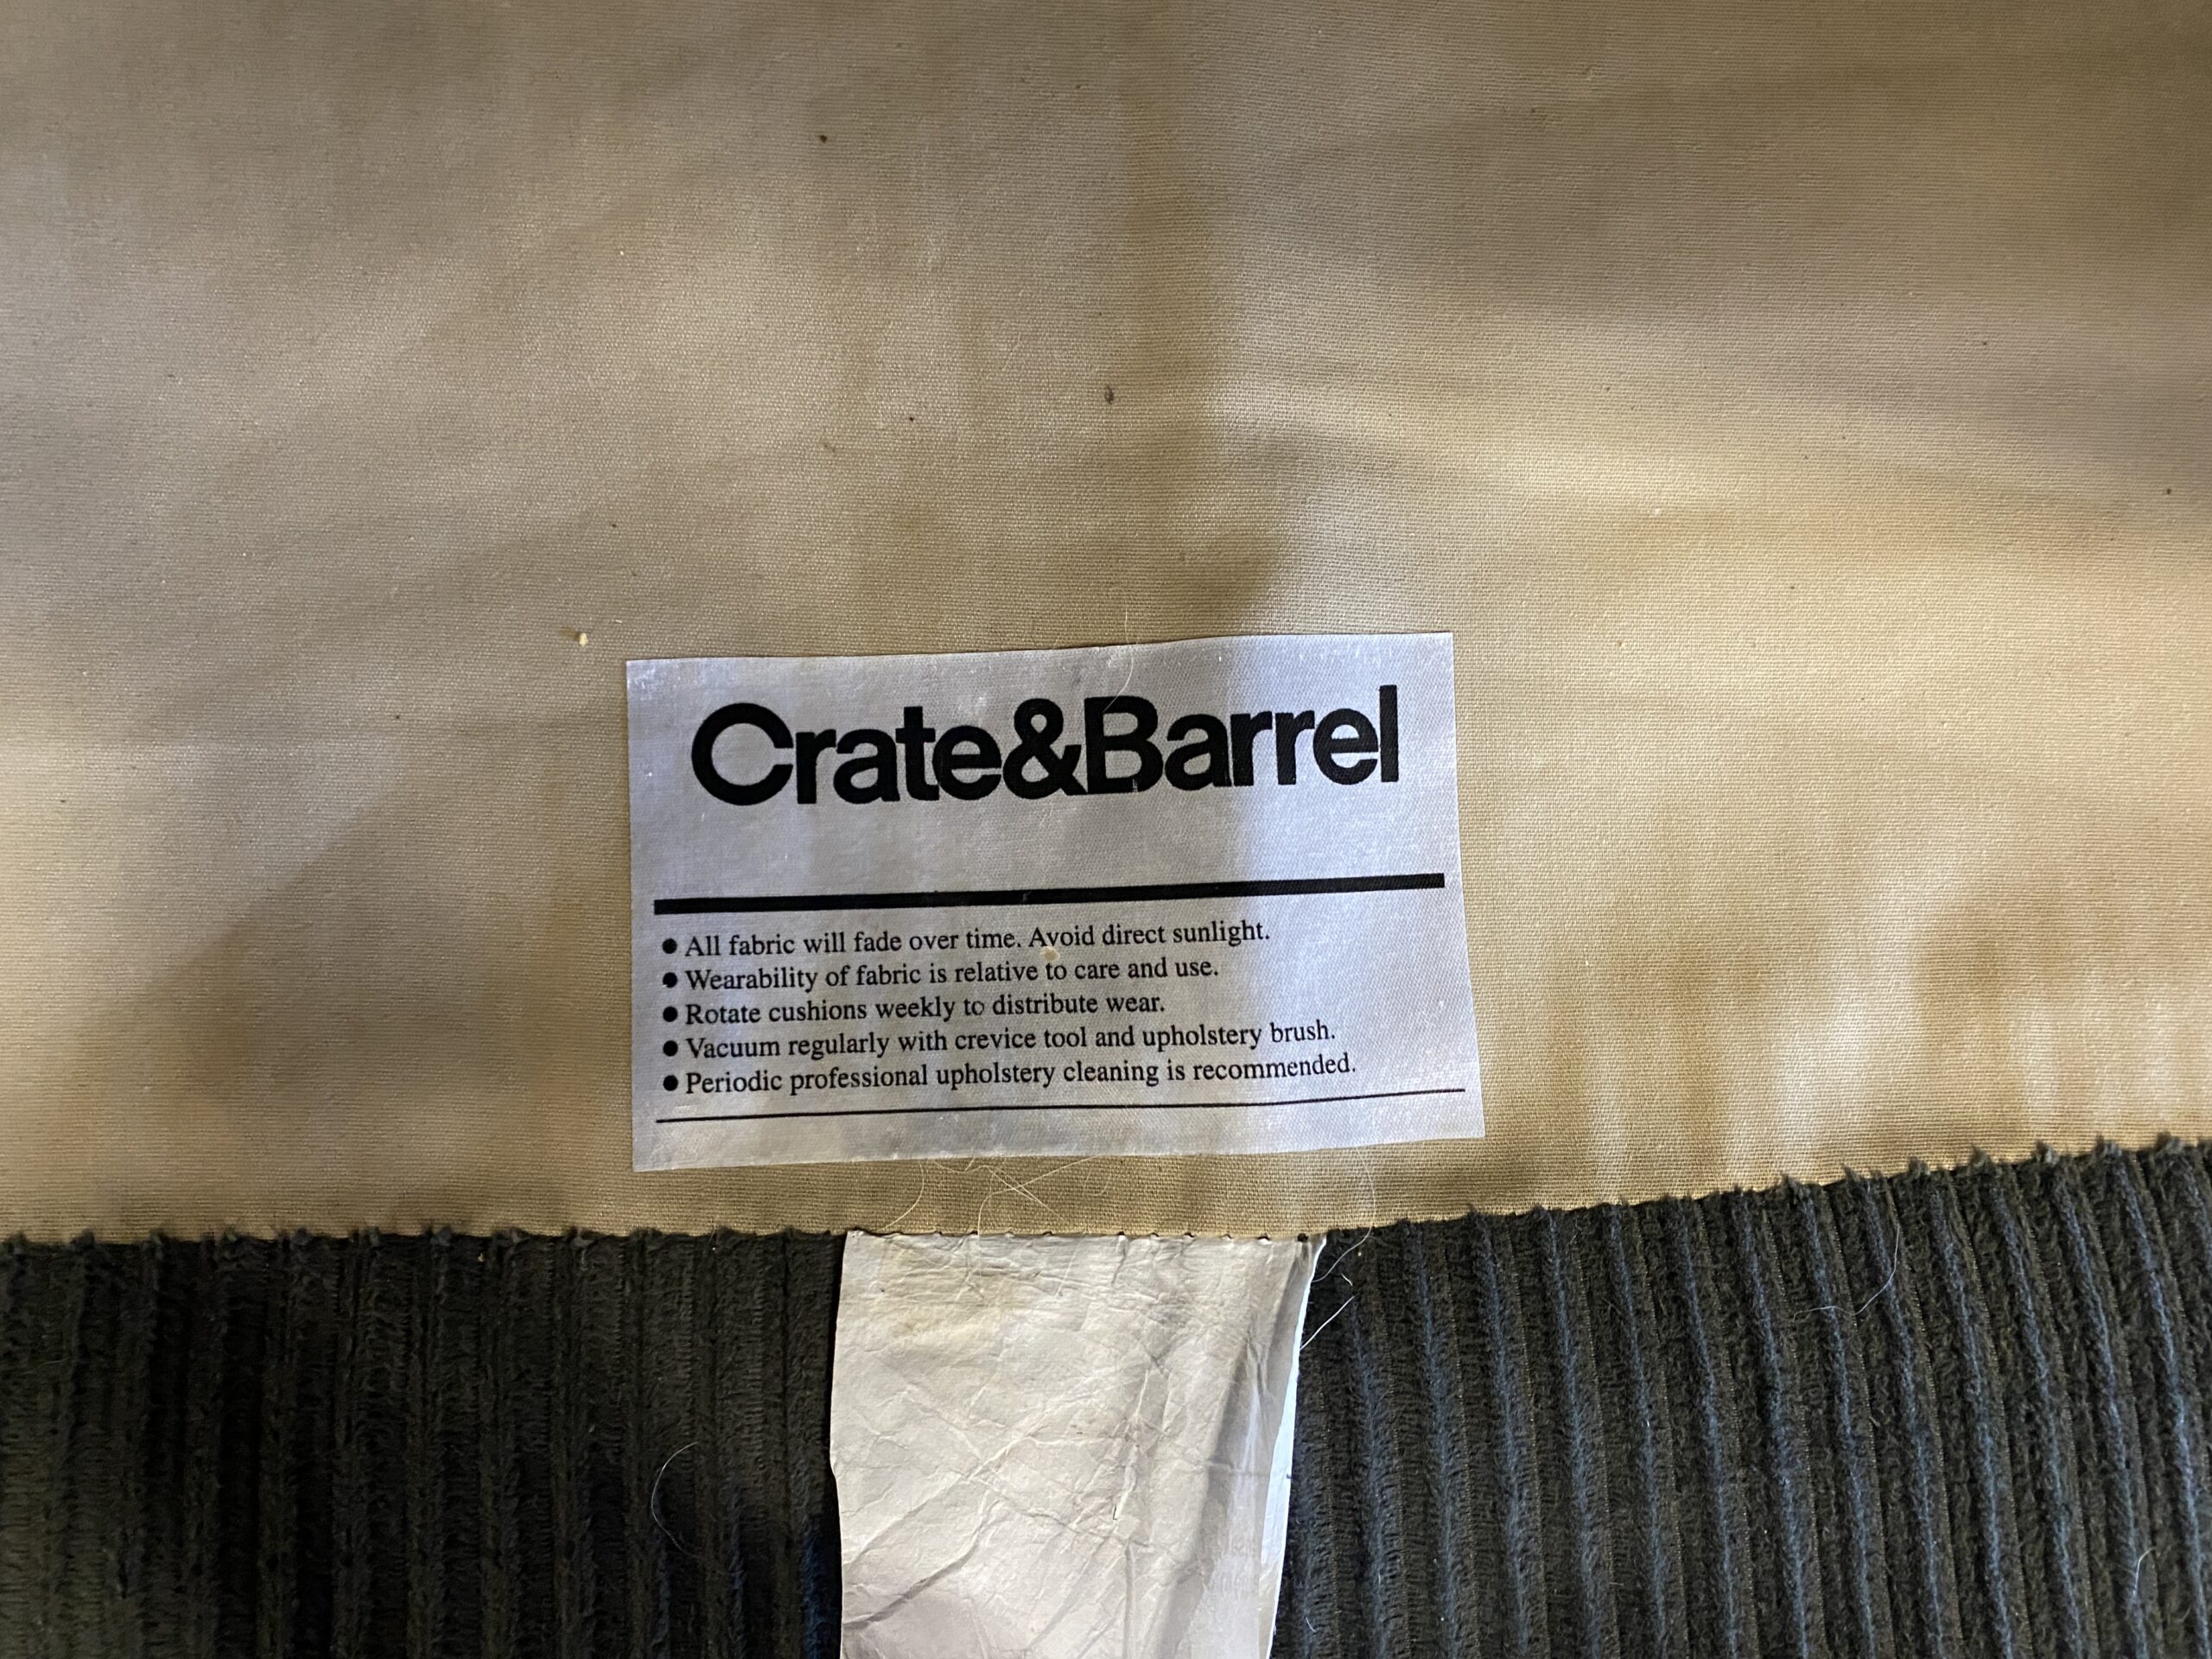 Crate&Barrel
● All fabric will fade over time. Avoid direct sunlight.
● Wearability of fabric is relative to care and use.
● Rotate cushions weekly to distribute wear.
● Vacuum regularly with crevice tool and upholstery brush.
● Periodic professional upholstery cleaning is recommended.